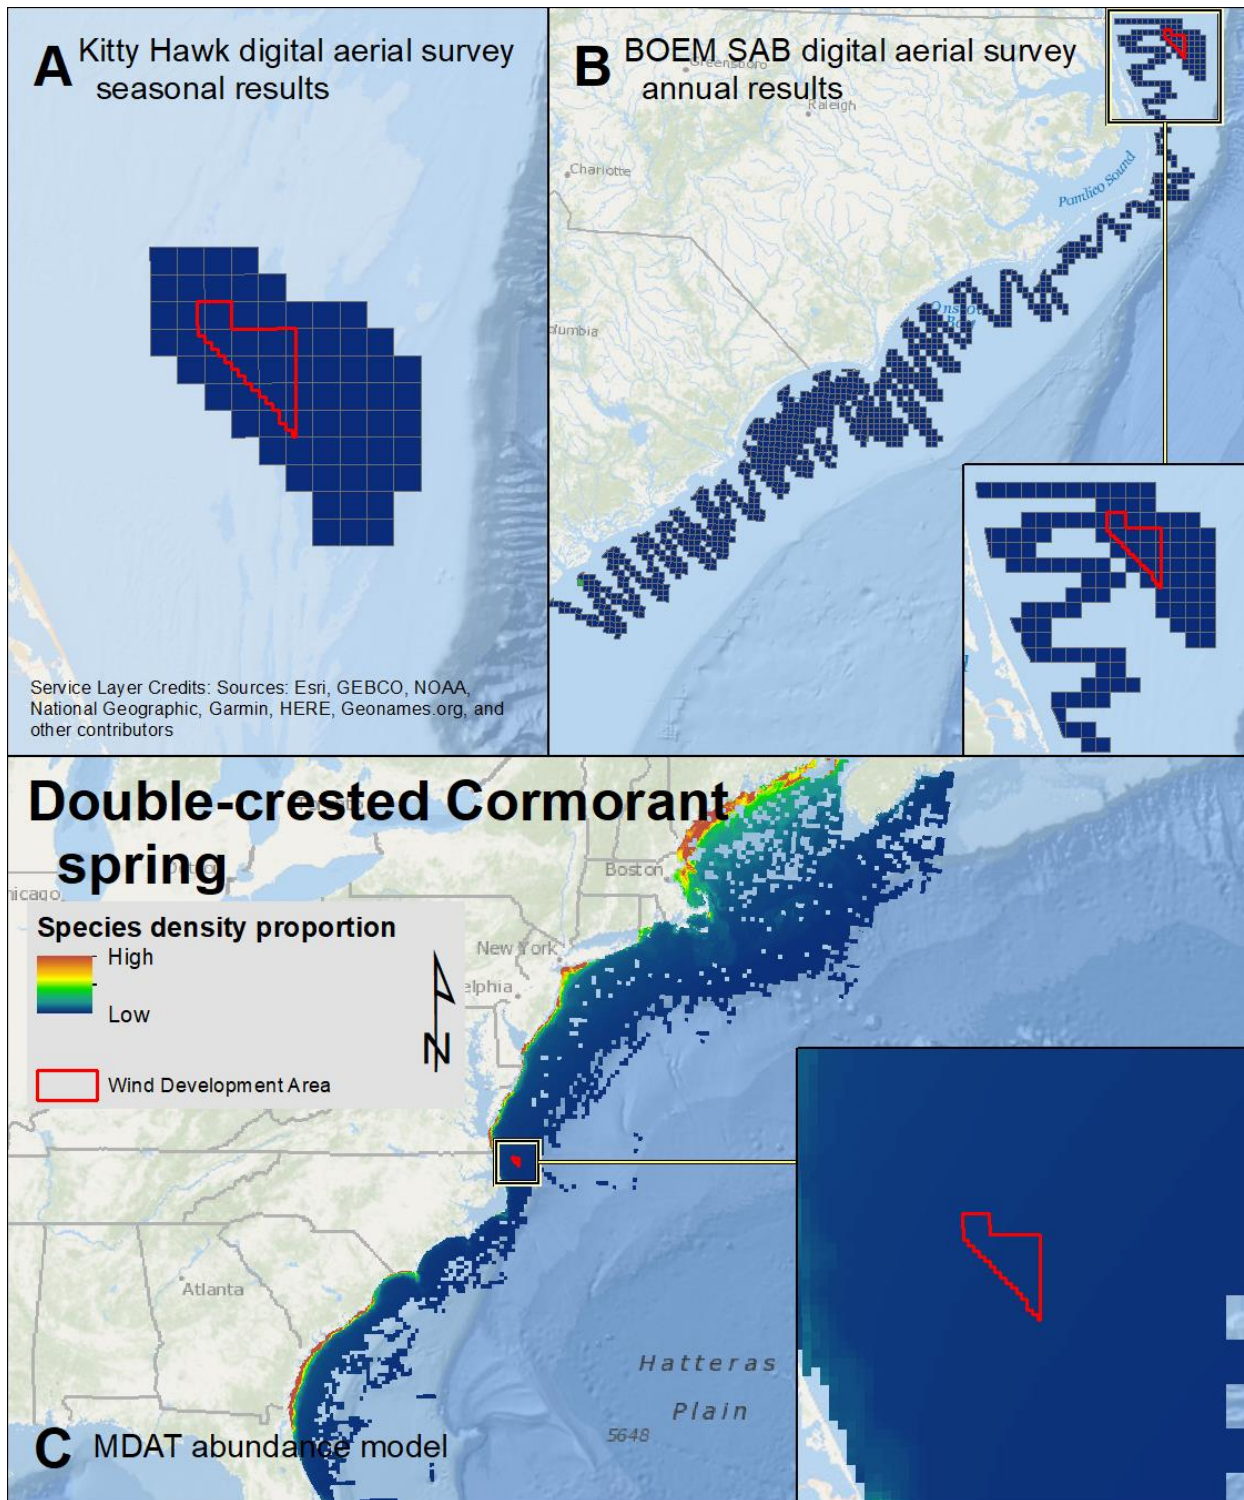 A Kitty Hawk digital aerial survey
seasonal results
B BOEM SAB digital aerial survey
annual results
Greensboro
Raleigh
Charlotte
Pamlico Sound
Service Layer Credits: Sources: Esri, GEBCO, NOAA,
National Geographic, Garmin, HERE, Geonames.org, and
other contributors
Double-crested Cormorant
spring
Boston
Species density proportion
High
Low
New York
elphia
N
Wind Development Area
Atlanta
Hatteras
Plain
5648
C MDAT abundance model